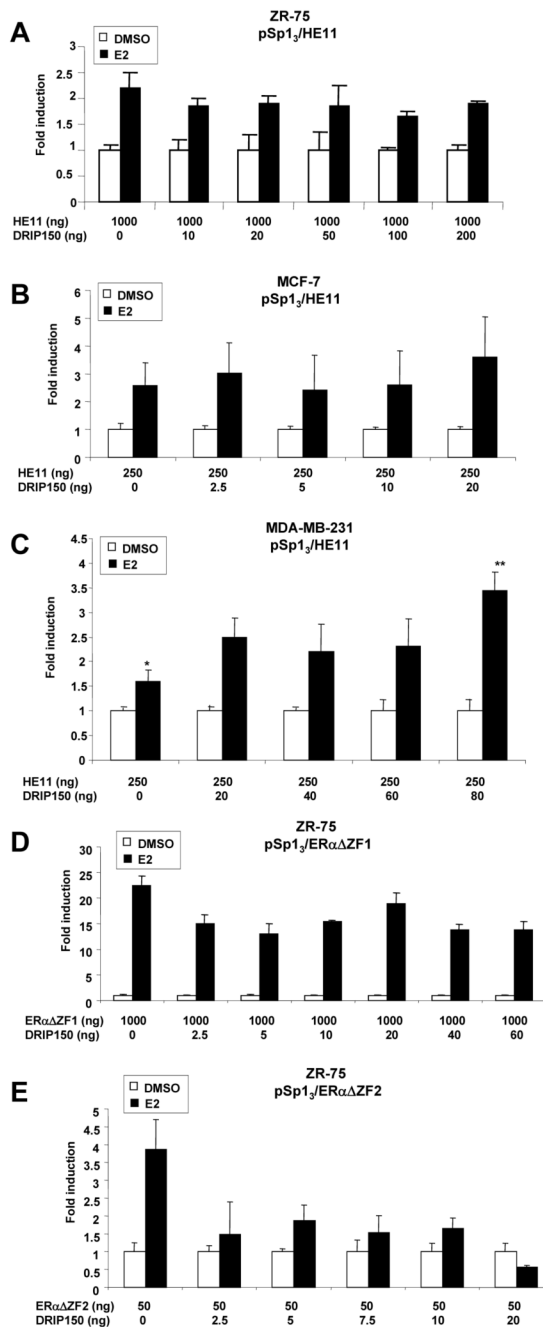 A
ZR-75
pSp1₃/HE11
DMSO
E2
Fold induction
2.5
2
1.5
1
0.5
0
HE11 (ng) 1000 1000 1000 1000 1000 1000
DRIP150 (ng) 0 10 20 50 100 200
B
MCF-7
pSp1₃/HE11
DMSO
E2
Fold induction
6
5
4
3
2
1
0
HE11 (ng) 250 250 250 250 250
DRIP150 (ng) 0 2.5 5 10 20
C
MDA-MB-231
pSp1₃/HE11
DMSO
E2
Fold induction
4.5
4
3.5
3
2.5
2
1.5
1
0.5
0
*
**
HE11 (ng) 250 250 250 250 250
DRIP150 (ng) 0 20 40 60 80
D
ZR-75
pSp1₃/ERαΔZF1
DMSO
E2
Fold induction
30
25
20
15
10
5
0
ERαΔZF1 (ng) 1000 1000 1000 1000 1000 1000 1000
DRIP150 (ng) 0 2.5 5 10 20 40 60
E
ZR-75
pSp1₃/ERαΔZF2
DMSO
E2
Fold induction
5
4.5
4
3.5
3
2.5
2
1.5
1
0.5
0
ERαΔZF2 (ng) 50 50 50 50 50 50
DRIP150 (ng) 0 2.5 5 7.5 10 20